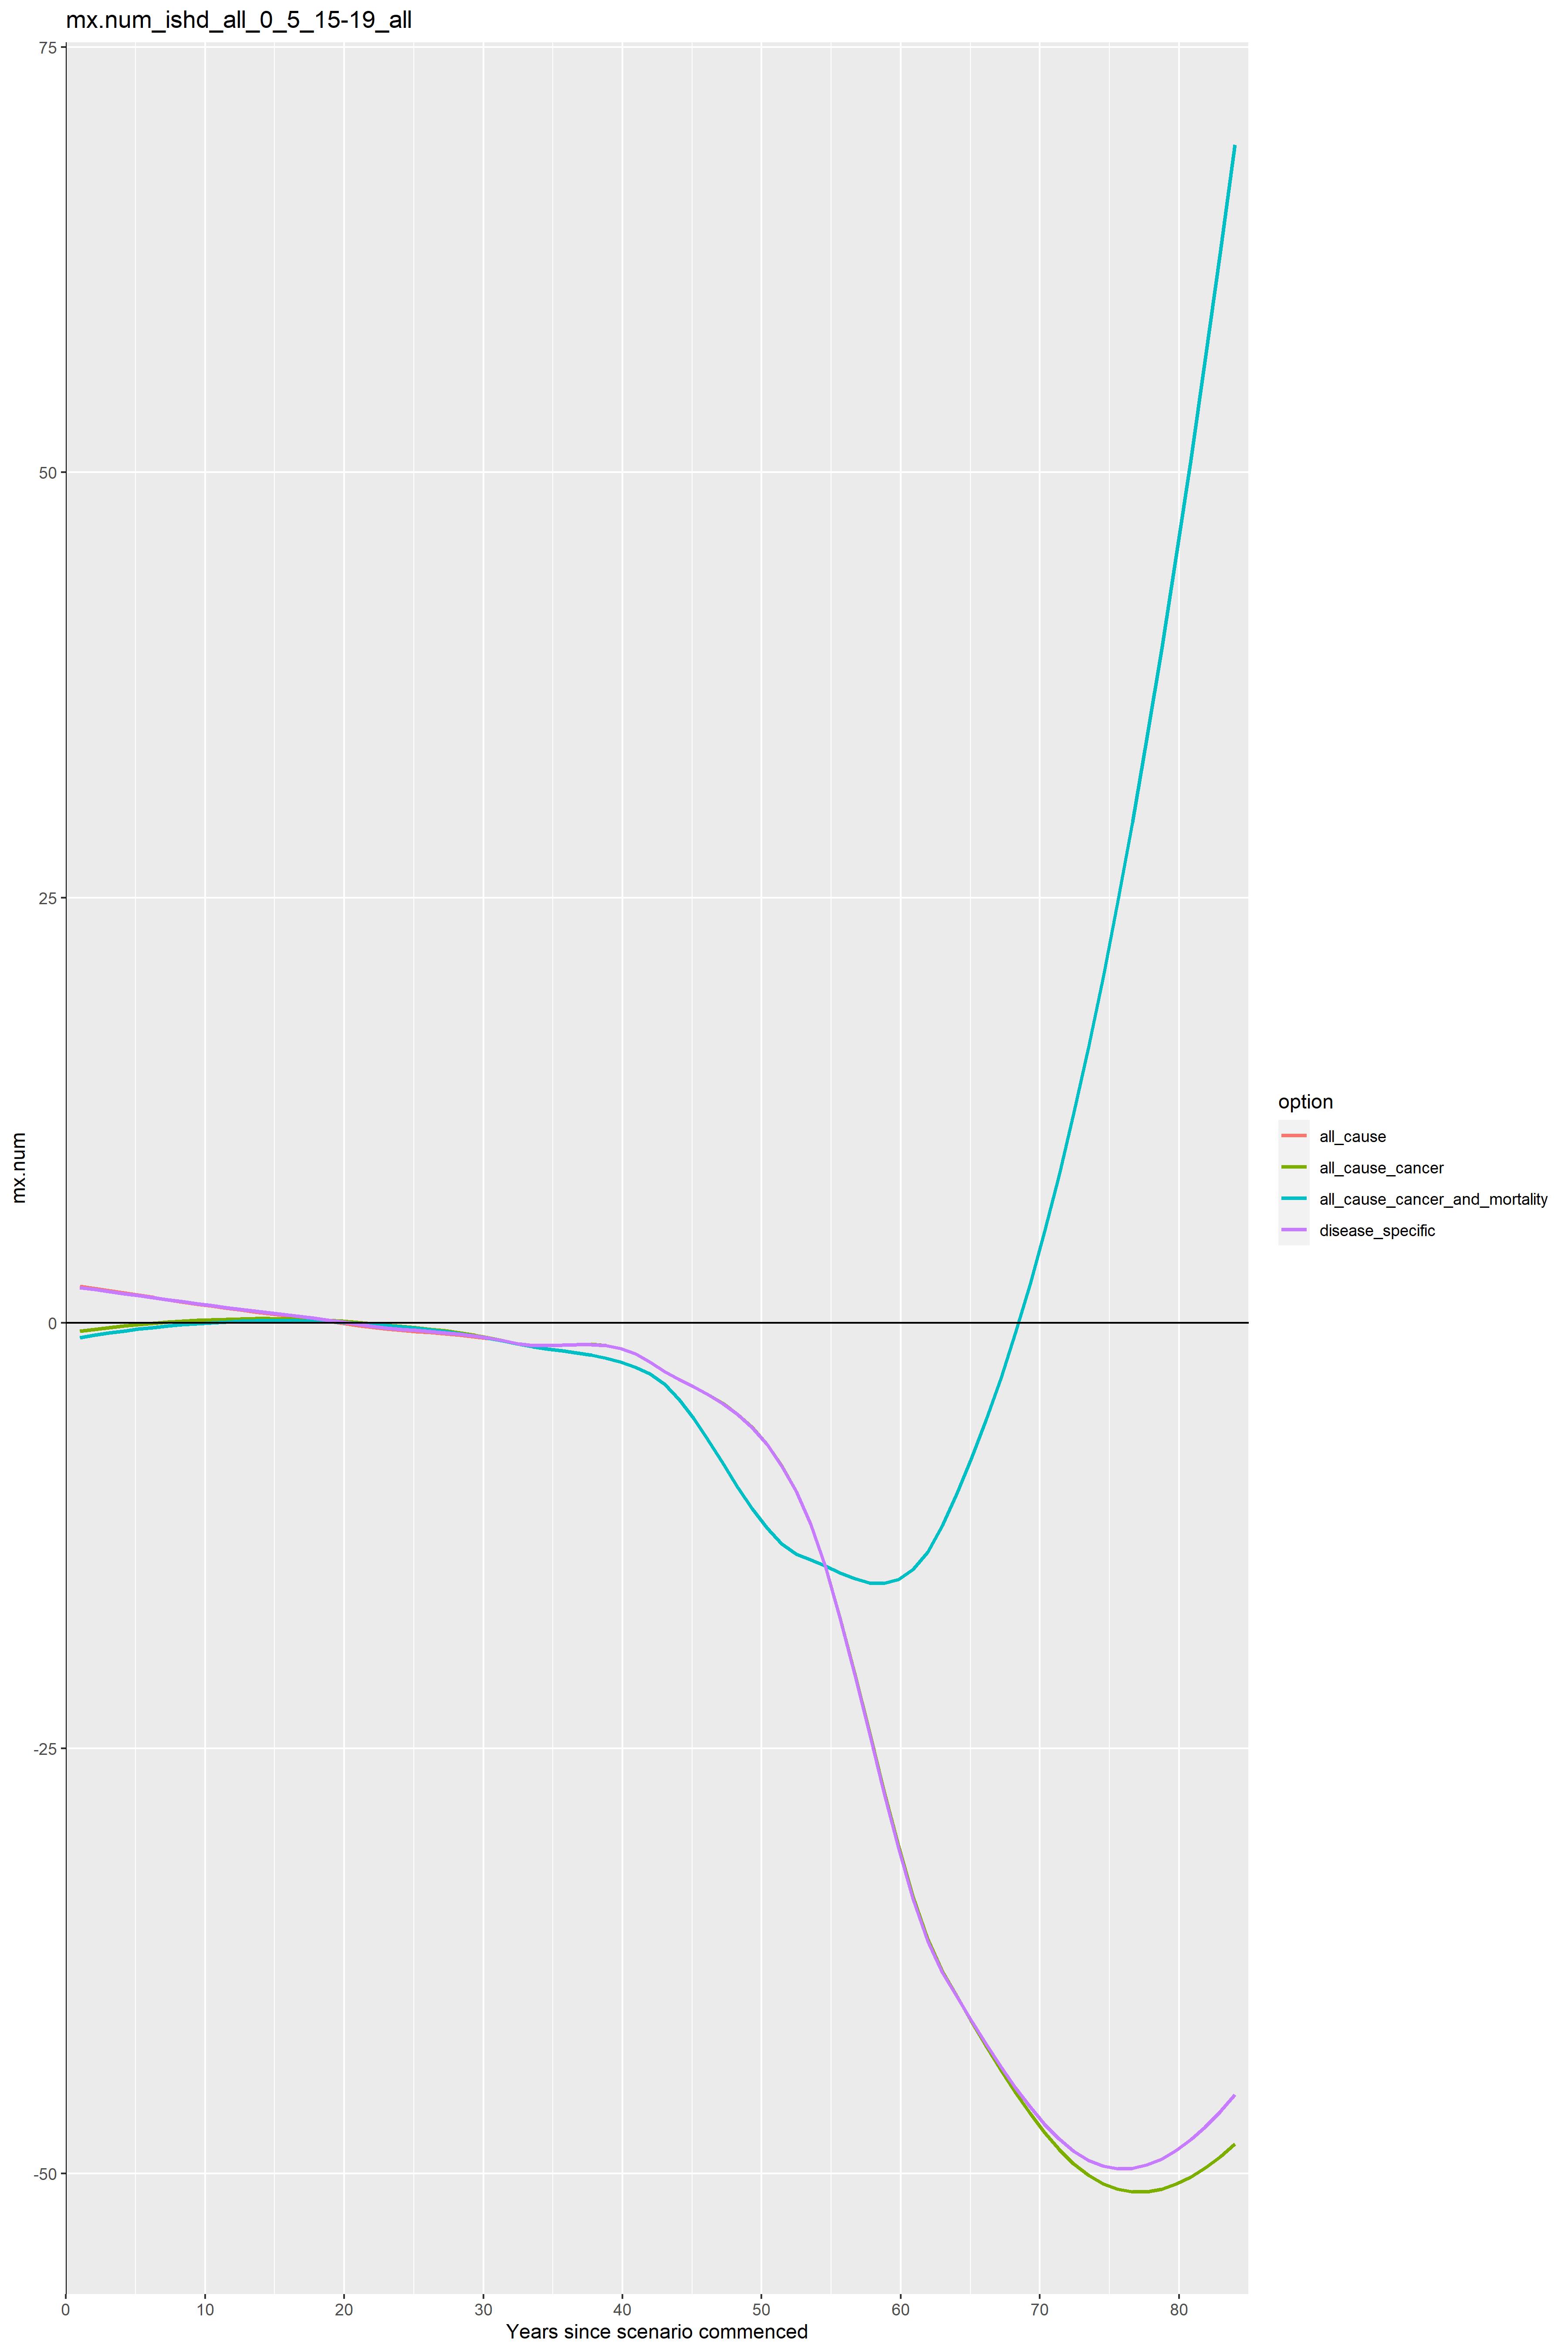 mx.num_ishd_all_0_5_15-19_all
75
50
25
0
-25
-50
mx.num
0 10 20 30 40 50 60 70 80
Years since scenario commenced
option
all_cause
all_cause_cancer
all_cause_cancer_and_mortality
disease_specific